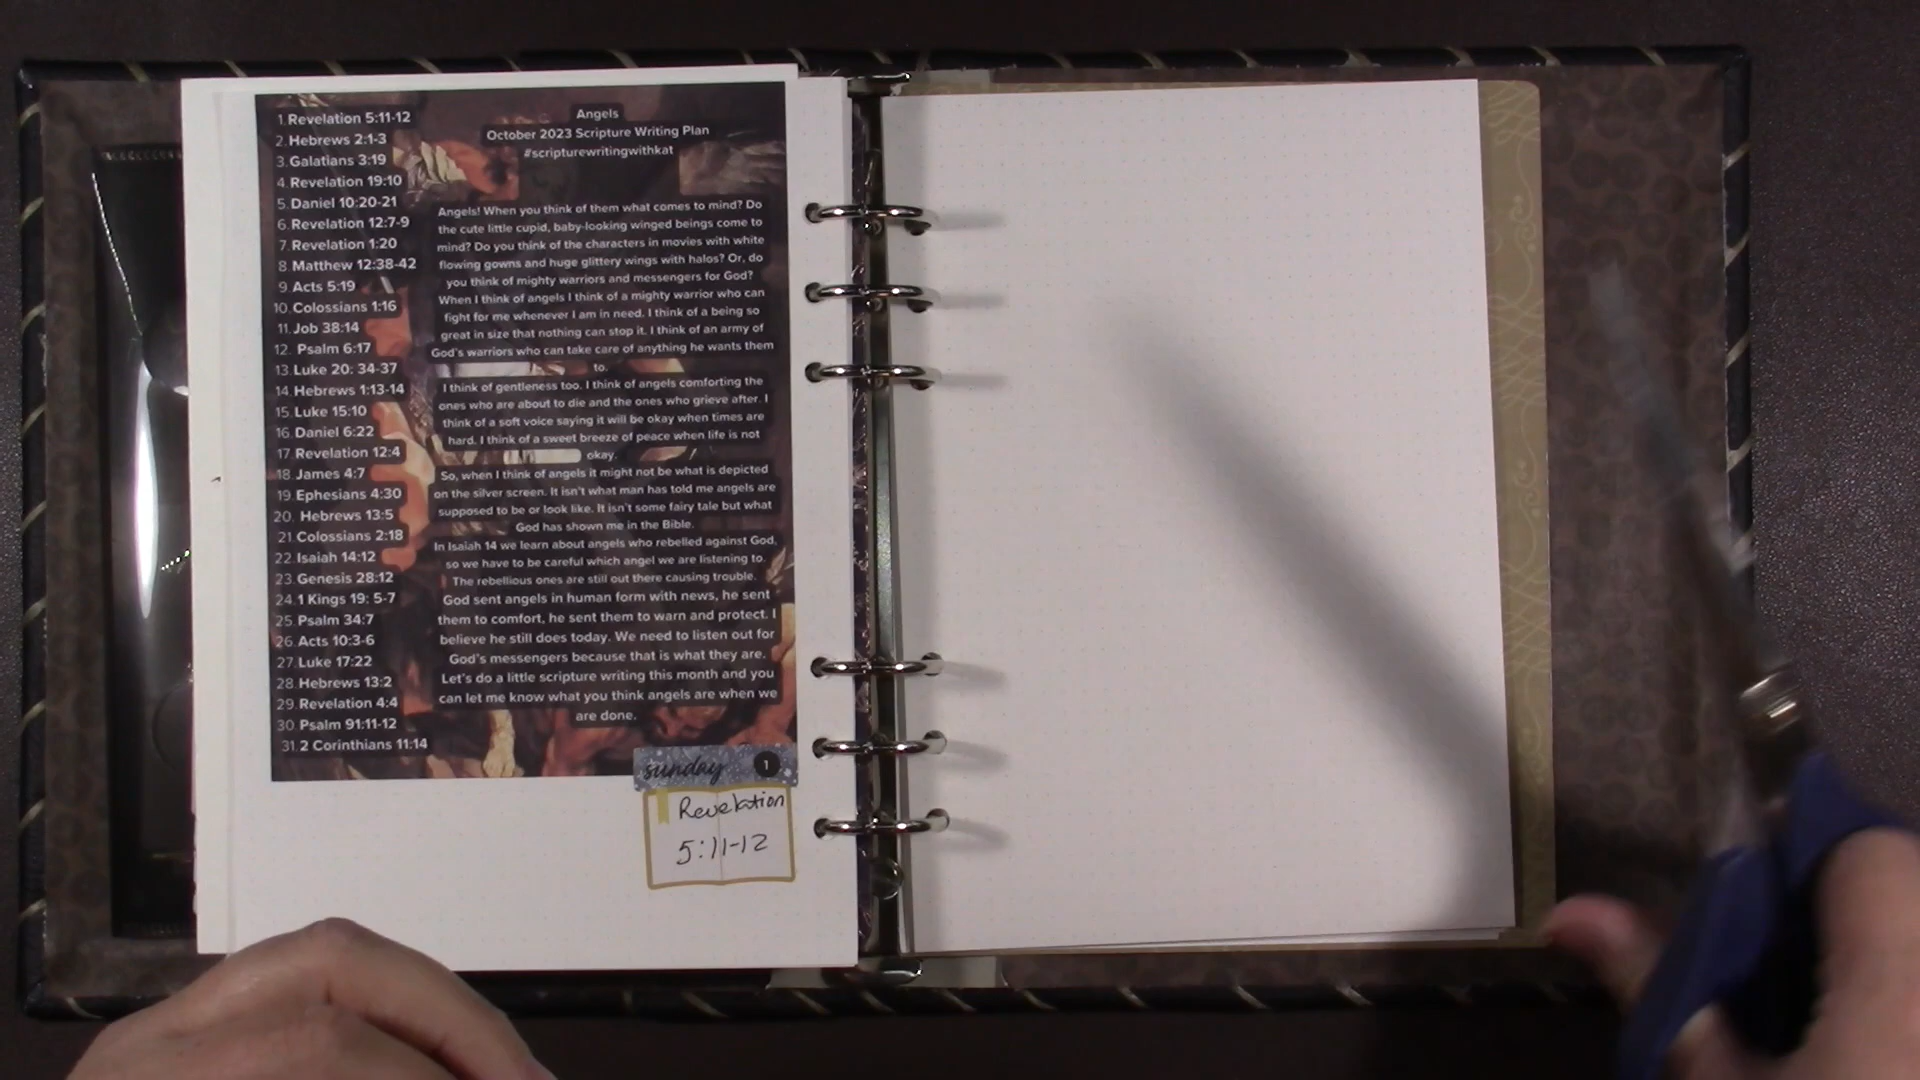 1. Revelation 5:11-12
2. Hebrews 2:1-3
3. Galatians 3:19
4. Revelation 19:10
5. Daniel 10:20-21
6. Revelation 12:7-9
7. Revelation 1:20
8. Matthew 12:38-42
9. Acts 5:19
10. Colossians 1:16
11. Job 38:14
12. Psalm 6:17
13. Luke 20: 34-37
14. Hebrews 1:13-14
15. Luke 15:10
16. Daniel 6:22
17. Revelation 12:4
18. James 4:7
19. Ephesians 4:30
20. Hebrews 13:5
21. Colossians 2:18
22. Isaiah 14:12
23. Genesis 28:12
24. 1 Kings 19: 5-7
25. Psalm 34:7
26. Acts 10:3-6
27. Luke 17:22
28. Hebrews 13:2
29. Revelation 4:4
30. Psalm 91:11-12
31. 2 Corinthians 11:14
Angels
October 2023 Scripture Writing Plan
#scripturewritingwithkat
Angels! When you think of them what comes to mind? Do
the cute little cupid, baby-looking winged beings come to
mind? Do you think of the characters in movies with white
flowing gowns and huge glittery wings with halos? Or, do
you think of mighty warriors and messengers for God?
When I think of angels I think of a mighty warrior who can
fight for me whenever I am in need. I think of a being so
great in size that nothing can stop it. I think of an army of
God's warriors who can take care of anything he wants them
to.
I think of gentleness too. I think of angels comforting the
ones who are about to die and the ones who grieve after. I
think of a soft voice saying it will be okay when times are
hard. I think of a sweet breeze of peace when life is not
okay.
So, when I think of angels it might not be what is depicted
on the silver screen. It isn't what man has told me angels are
supposed to be or look like. It isn't some fairy tale but what
God has shown me in the Bible.
In Isaiah 14 we learn about angels who rebelled against God,
so we have to be careful which angel we are listening to.
The rebellious ones are still out there causing trouble.
God sent angels in human form with news, he sent
them to comfort, he sent them to warn and protect. I
believe he still does today. We need to listen out for
God's messengers because that is what they are.
Let's do a little scripture writing this month and you
can let me know what you think angels are when we
are done.
sunday 1
Revelation
5:11-12